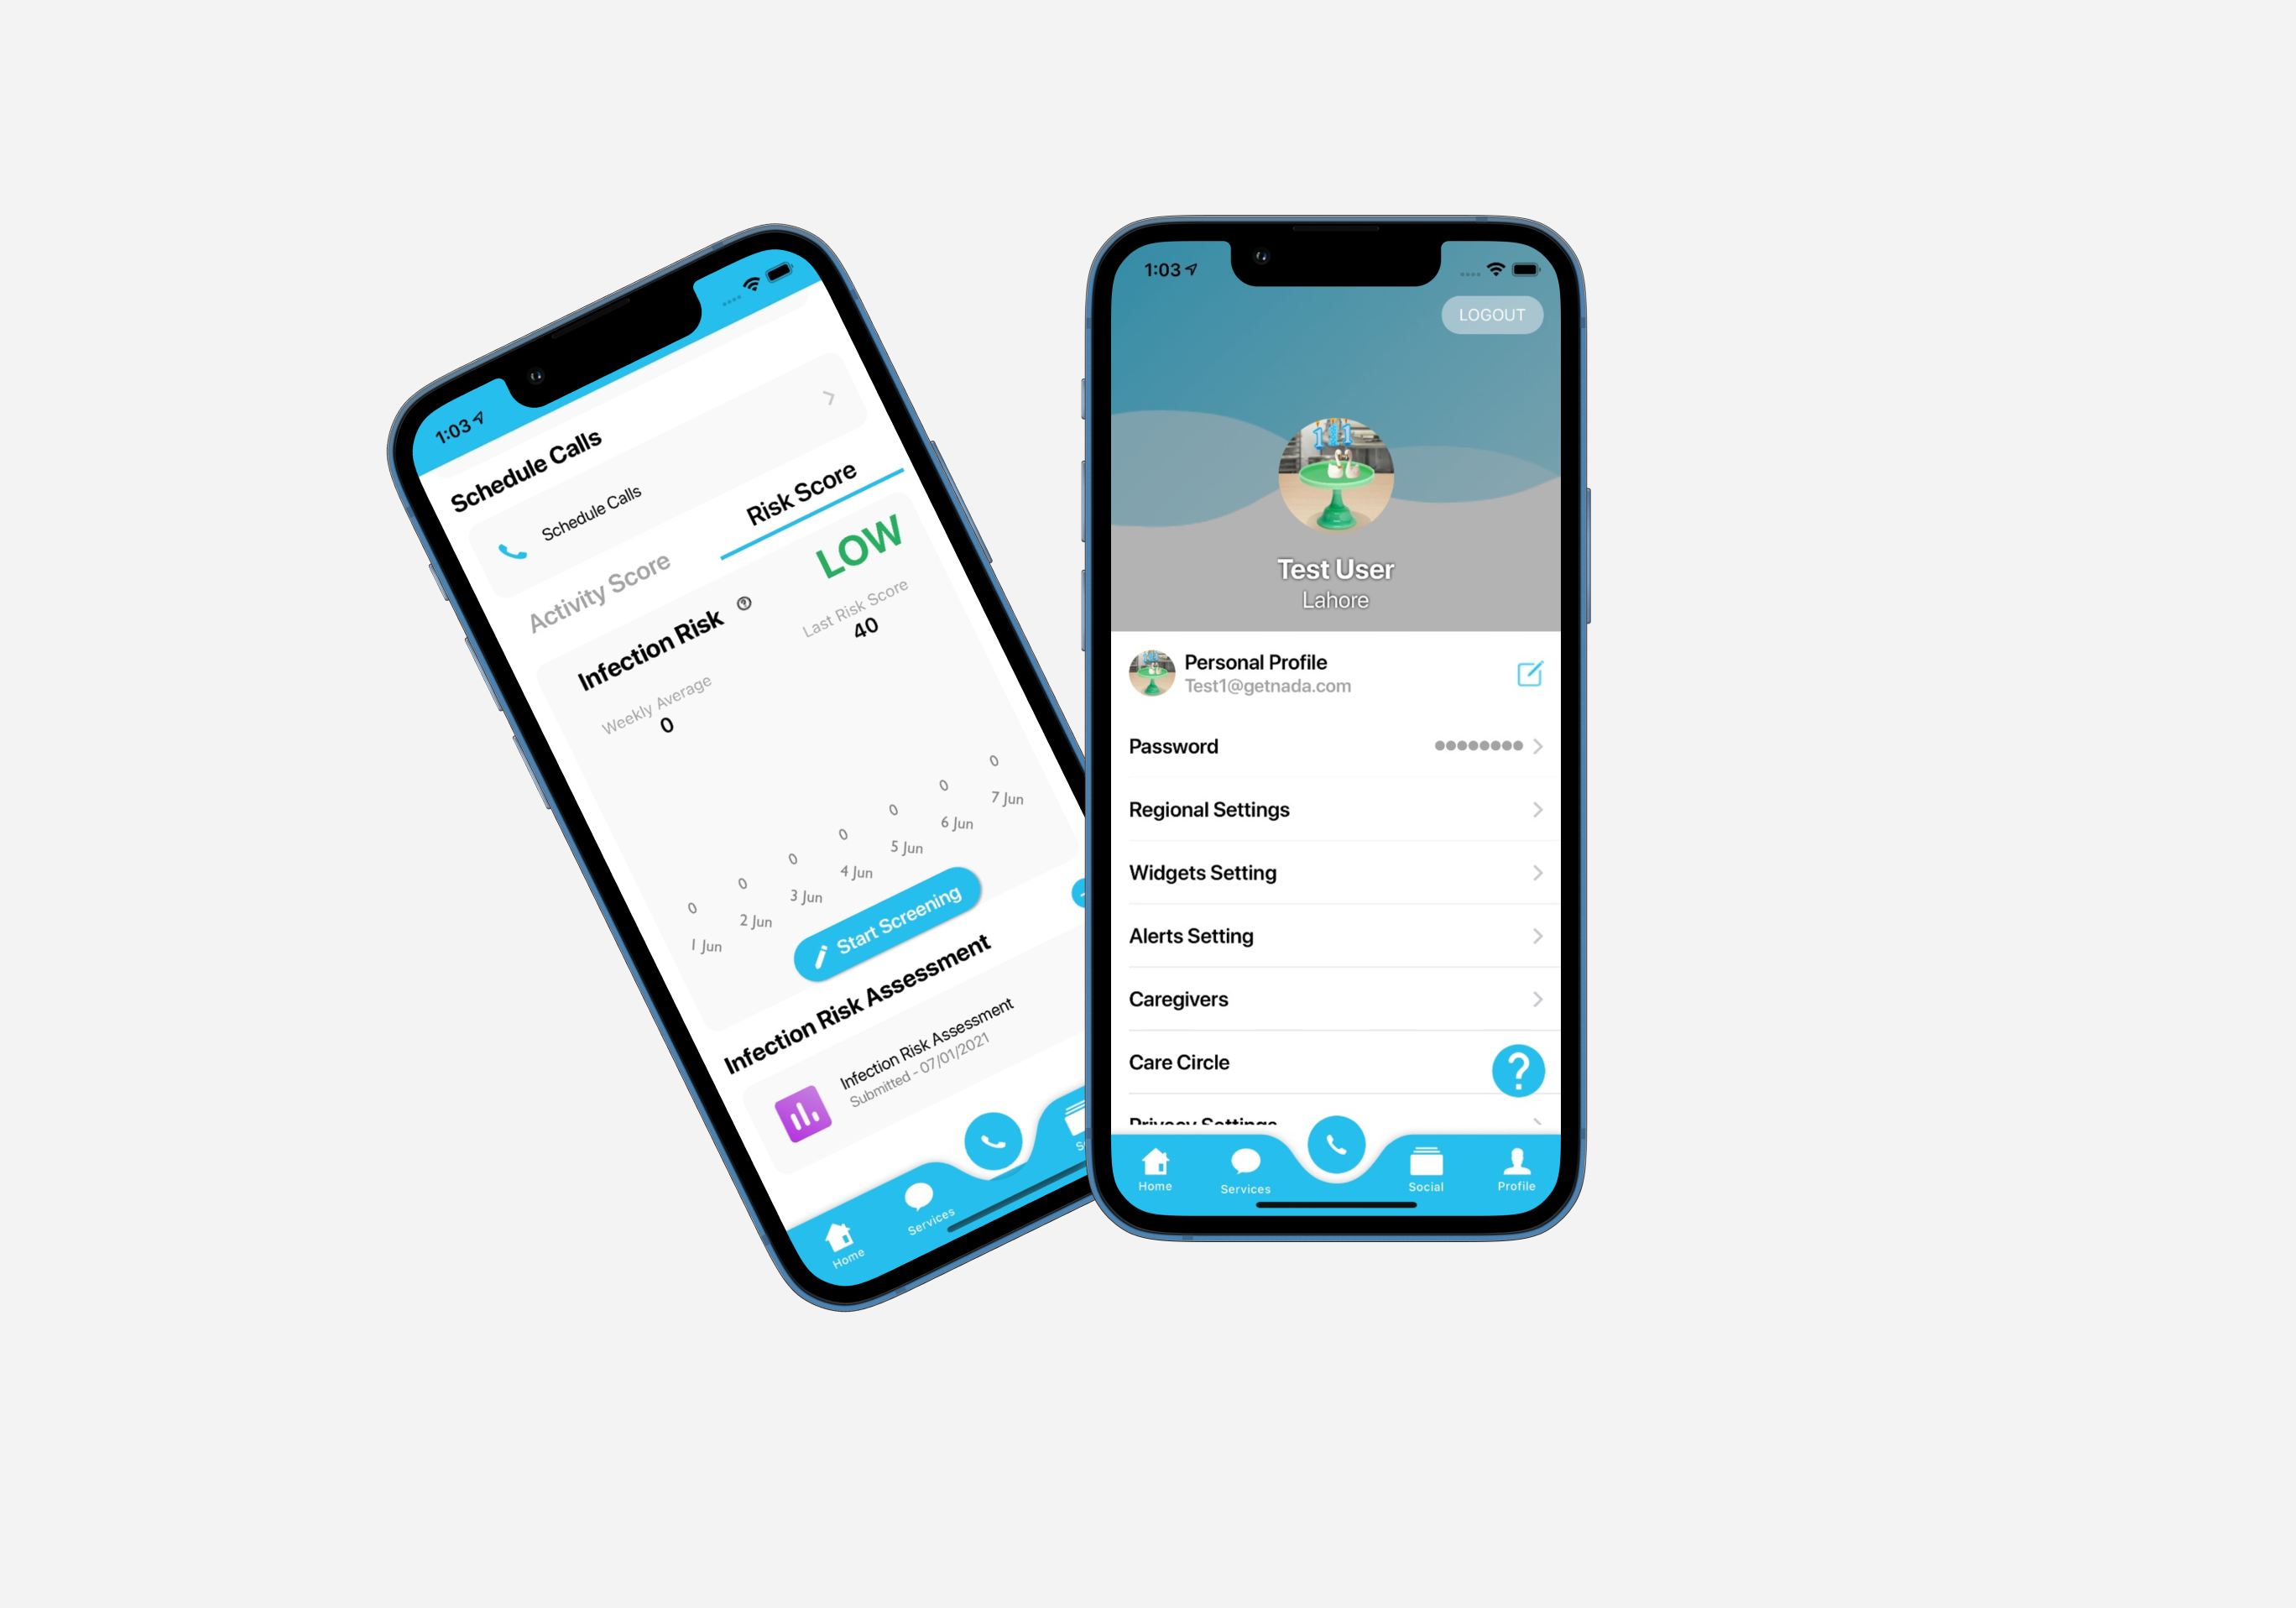 1:03
Schedule Calls
Schedule Calls
Activity Score
Risk Score
Infection Risk
LOW
Weekly Average
0
Last Risk Score
40
0 0 0 0 0 0 0
1 Jun 2 Jun 3 Jun 4 Jun 5 Jun 6 Jun 7 Jun
Start Screening
Infection Risk Assessment
Infection Risk Assessment
Submitted - 07/01/2021
Home
Services
1:03
LOGOUT
Test User
Lahore
Personal Profile
Test1@getnada.com
Password
Regional Settings
Widgets Setting
Alerts Setting
Caregivers
Care Circle
?
Privacy Settings
Home
Services
Social
Profile